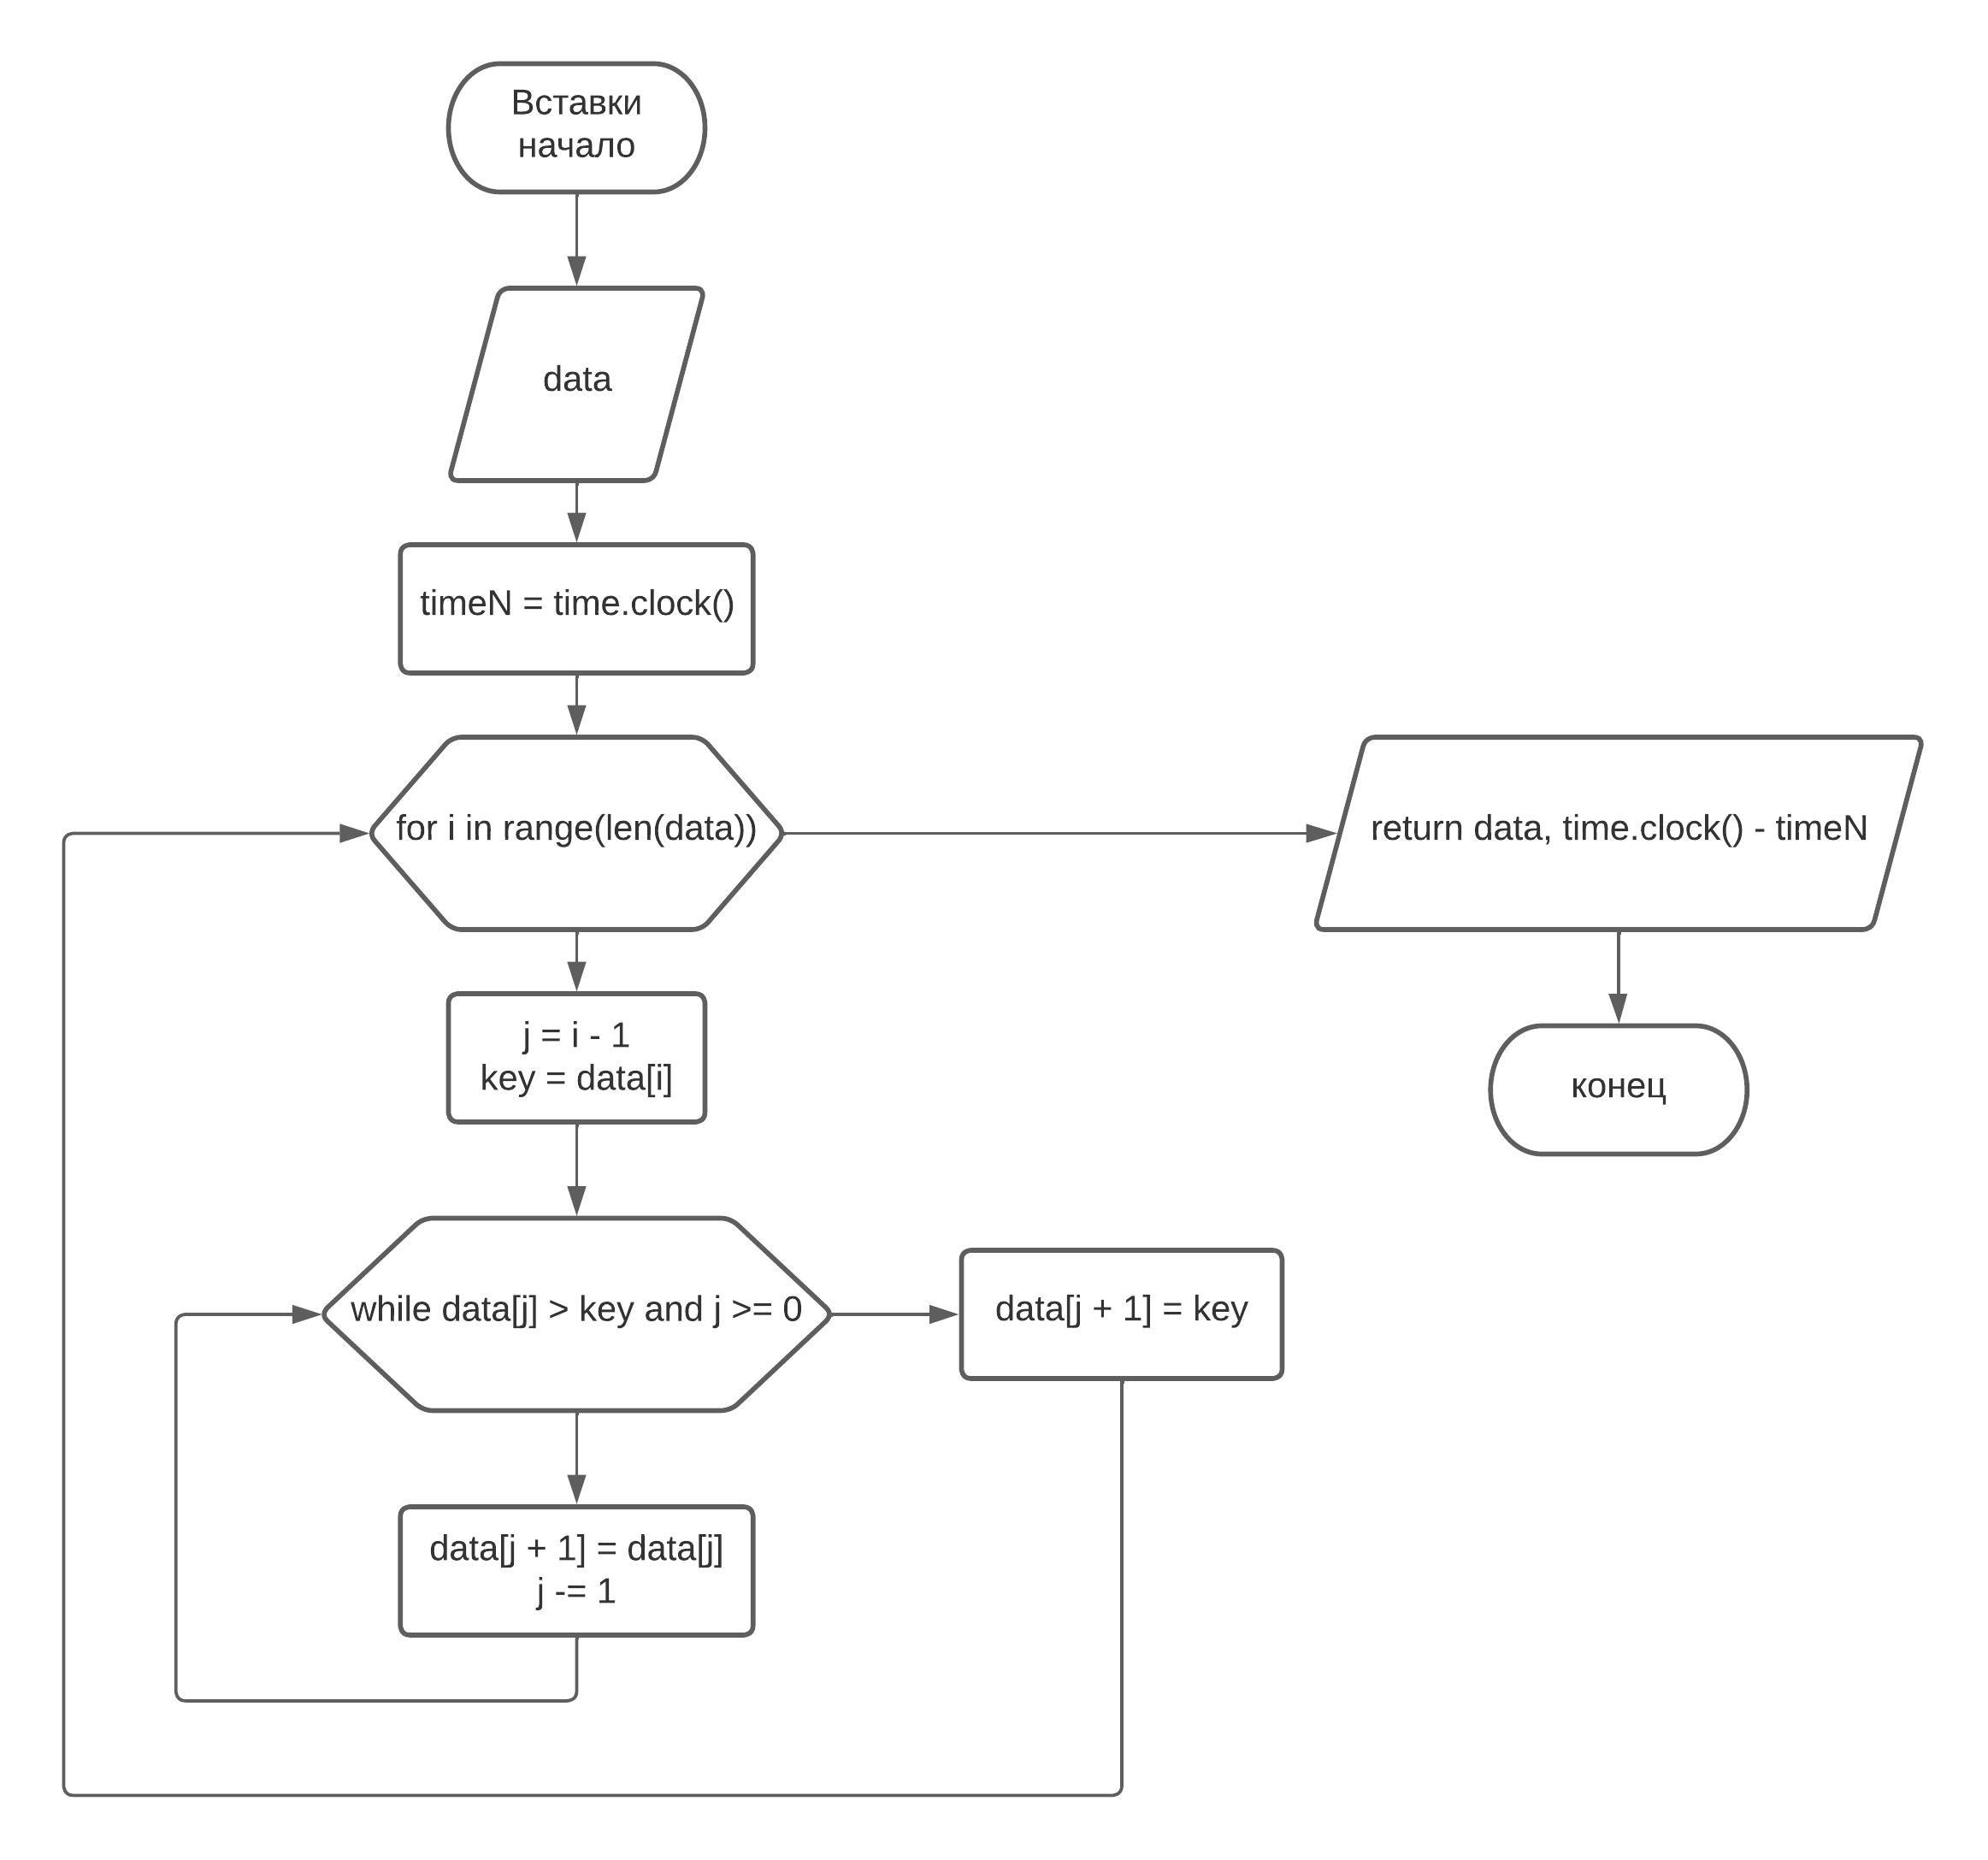 Вставки
начало
data
timeN = time.clock()
for i in range(len(data))
return data, time.clock() - timeN
j = i - 1
key = data[i]
конец
while data[j] > key and j >= 0
data[j + 1] = key
data[j + 1] = data[j]
j -= 1